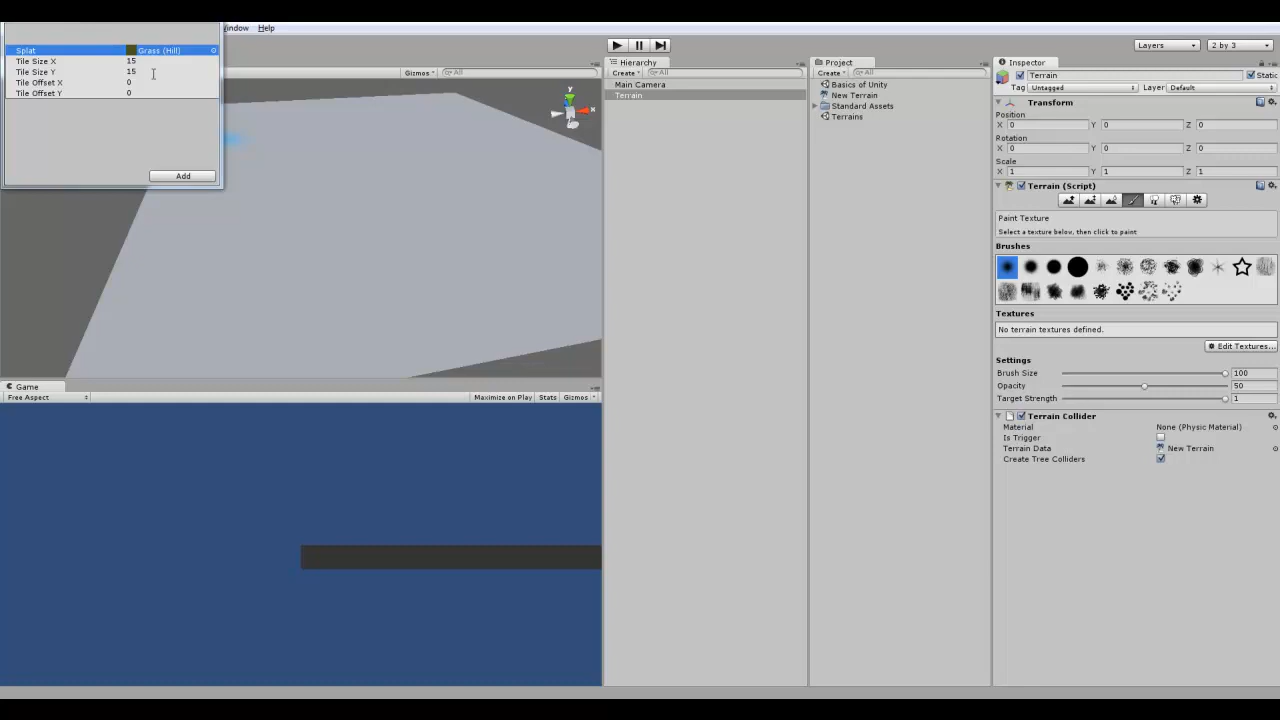 indow Help
Layers 2 by 3
Splat Grass (Hill)
Tile Size X 15
Tile Size Y 15
Tile Offset X 0
Tile Offset Y 0
Add
Gizmos All
Hierarchy
Create All
Main Camera
Terrain
Project
Create All
Basics of Unity
New Terrain
Standard Assets
Terrains
Inspector
Terrain Static
Tag Untagged Layer Default
Transform
Position
X 0 Y 0 Z 0
Rotation
X 0 Y 0 Z 0
Scale
X 1 Y 1 Z 1
Terrain (Script)
Paint Texture
Select a texture below, then click to paint
Brushes
Textures
No terrain textures defined.
Edit Textures...
Settings
Brush Size 100
Opacity 50
Target Strength 1
Terrain Collider
Material None (Physic Material)
Is Trigger
Terrain Data New Terrain
Create Tree Colliders
y
x
Game
Free Aspect Maximize on Play Stats Gizmos